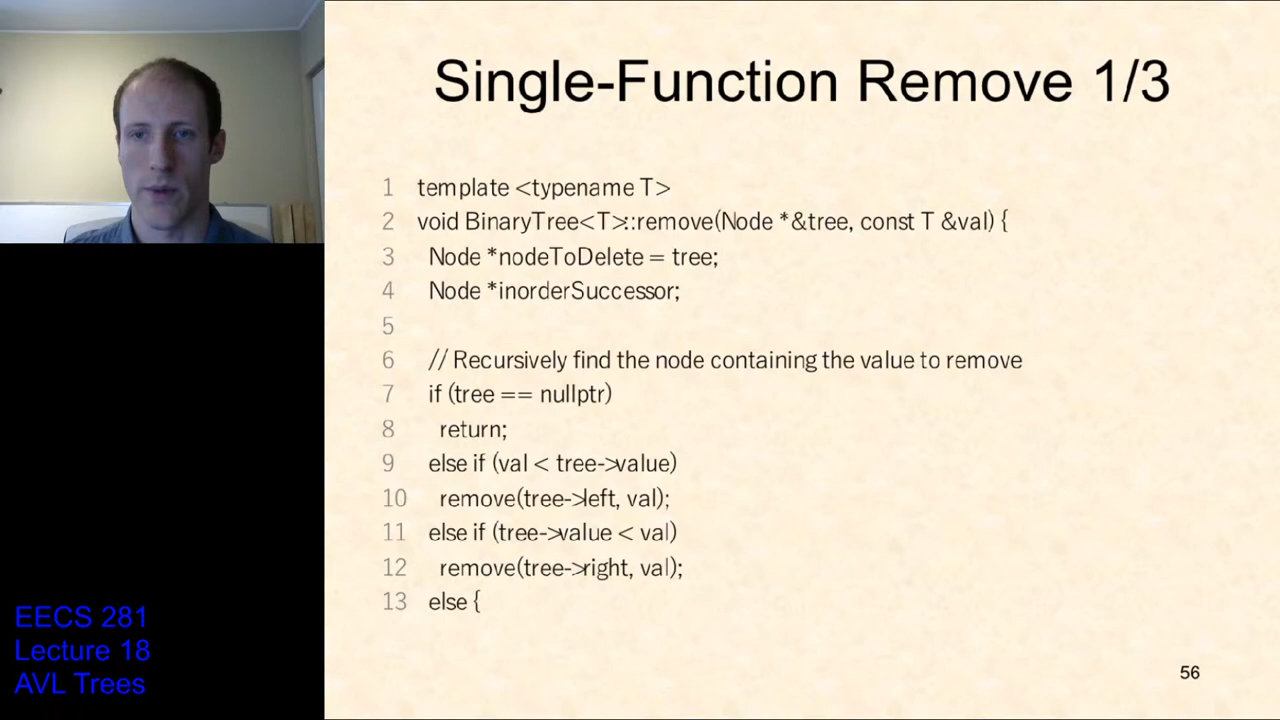 Single-Function Remove 1/3
1 template <typename T>
2 void BinaryTree<T>::remove(Node *&tree, const T &val) {
3 Node *nodeToDelete = tree;
4 Node *inorderSuccessor;
5
6 // Recursively find the node containing the value to remove
7 if (tree == nullptr)
8 return;
9 else if (val < tree->value)
10 remove(tree->left, val);
11 else if (tree->value < val)
12 remove(tree->right, val);
13 else {
EECS 281
Lecture 18
AVL Trees
56